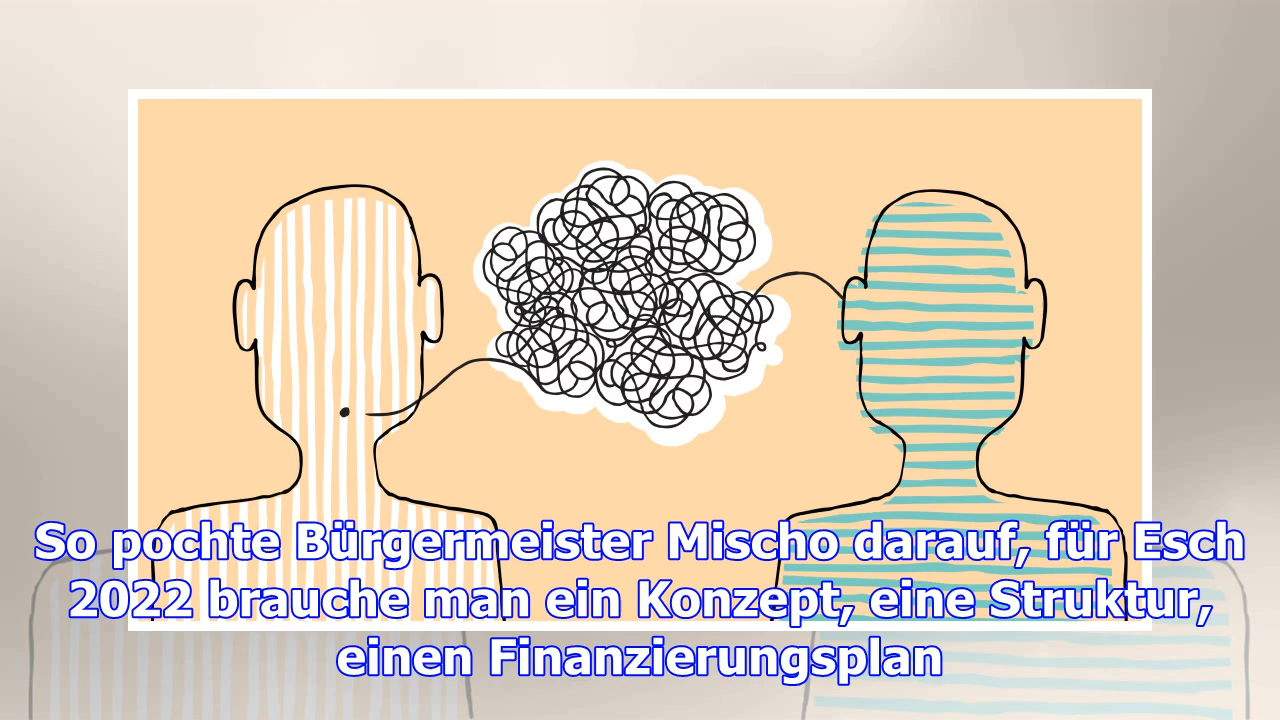 So pochte Bürgermeister Mischo darauf, für Esch
2022 brauche man ein Konzept, eine Struktur,
einen Finanzierungsplan